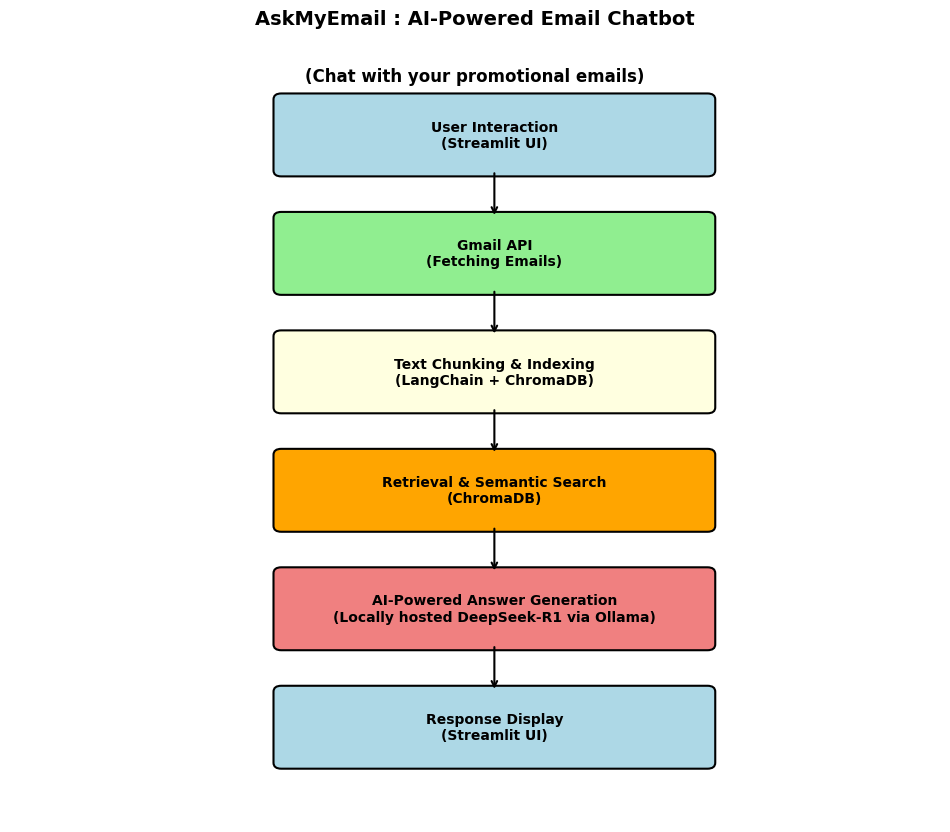 AskMyEmail : AI-Powered Email Chatbot
(Chat with your promotional emails)
User Interaction
(Streamlit UI)
Gmail API
(Fetching Emails)
Text Chunking & Indexing
(LangChain + ChromaDB)
Retrieval & Semantic Search
(ChromaDB)
AI-Powered Answer Generation
(Locally hosted DeepSeek-R1 via Ollama)
Response Display
(Streamlit UI)